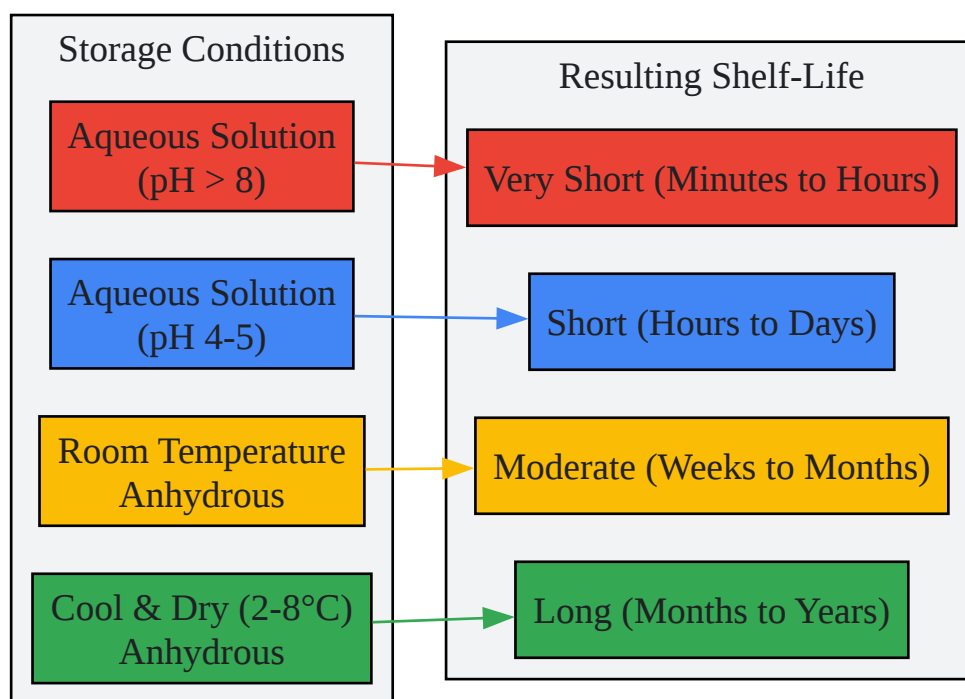 Storage Conditions
Aqueous Solution
(pH > 8)
Aqueous Solution
(pH 4-5)
Room Temperature
Anhydrous
Cool & Dry (2-8°C)
Anhydrous
Resulting Shelf-Life
Very Short (Minutes to Hours)
Short (Hours to Days)
Moderate (Weeks to Months)
Long (Months to Years)